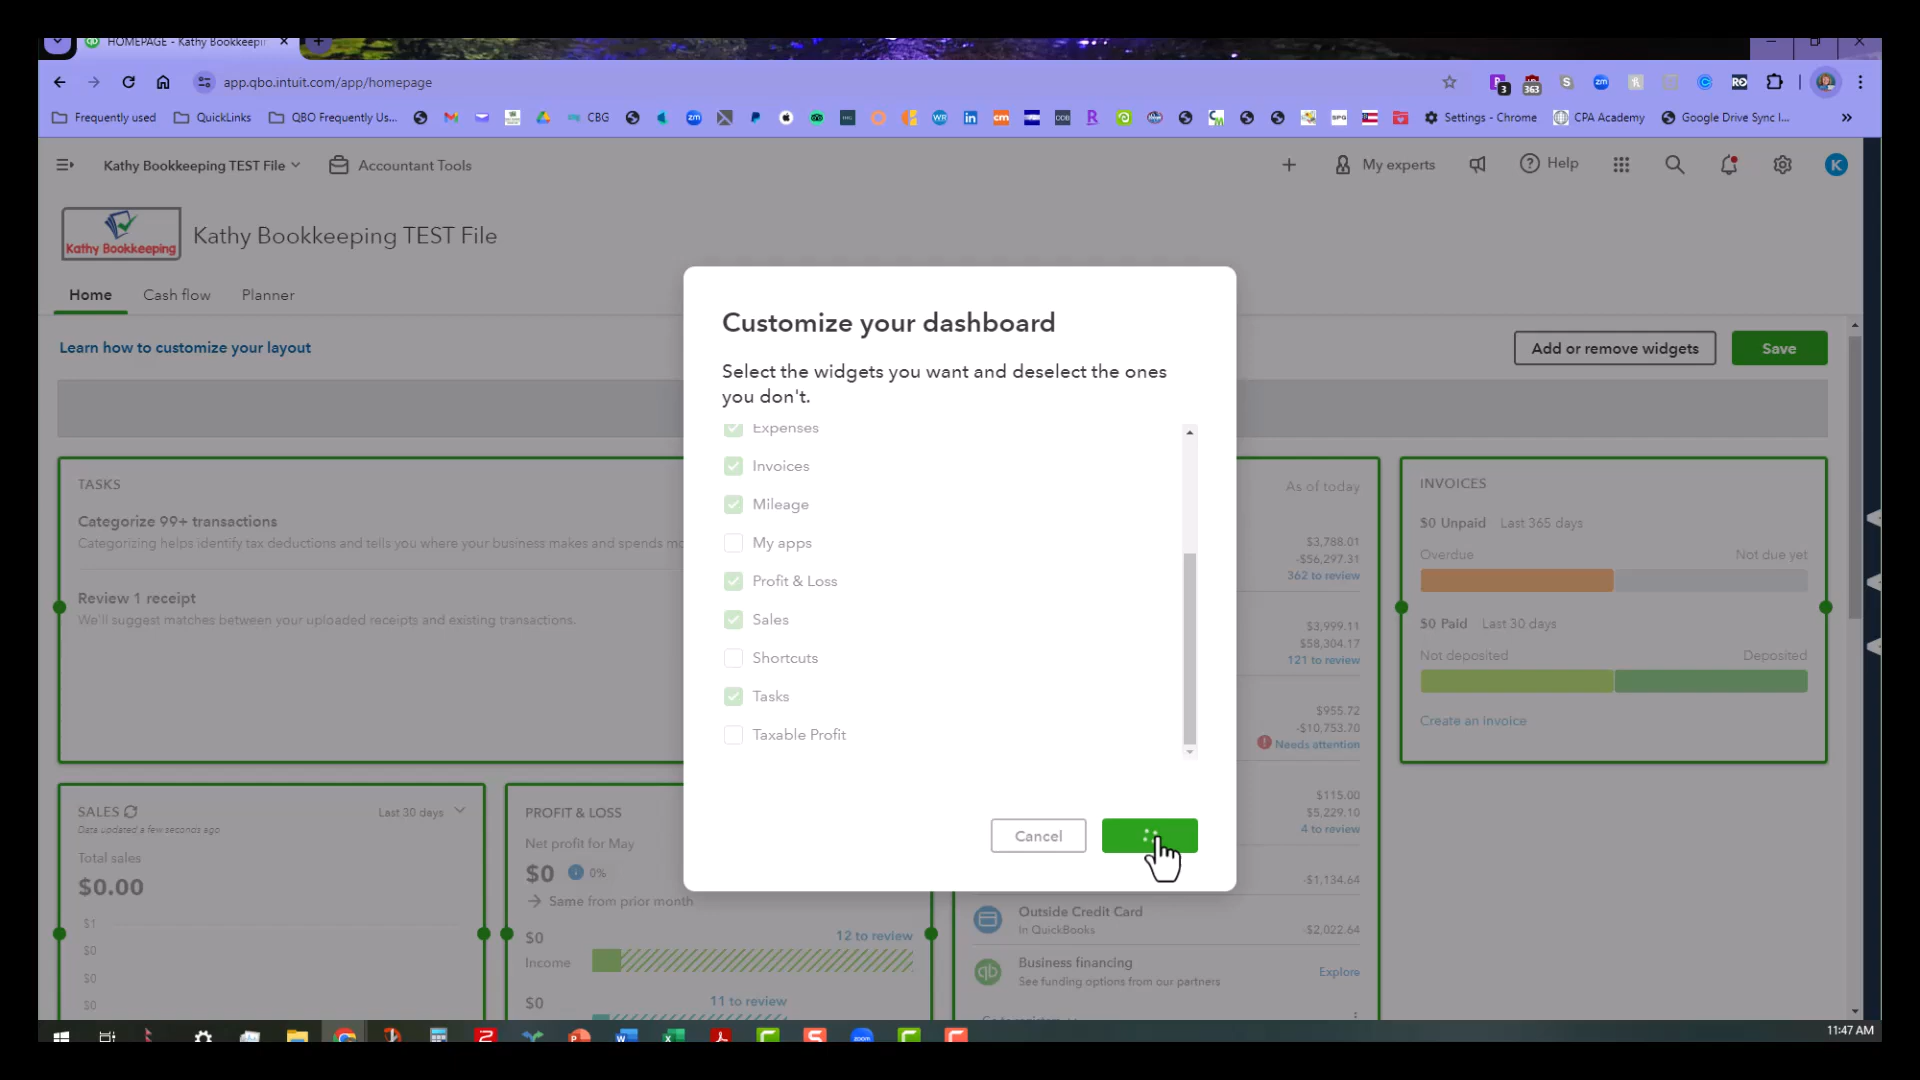 HOMEPAGE - Kathy Bookkeepi
app.qbo.intuit.com/app/homepage
3
363
Frequently used
QuickLinks
QBO Frequently Us...
CBG
Settings - Chrome
CPA Academy
Google Drive Sync I...
Kathy Bookkeeping TEST File
Accountant Tools
My experts
Help
K
Kathy Bookkeeping
Kathy Bookkeeping TEST File
Home
Cash flow
Planner
Learn how to customize your layout
Add or remove widgets
Save
Customize your dashboard
Select the widgets you want and deselect the ones
you don't.
Expenses
Invoices
Mileage
My apps
Profit & Loss
Sales
Shortcuts
Tasks
Taxable Profit
Cancel
TASKS
Categorize 99+ transactions
Categorizing helps identify tax deductions and tells you where your business makes and spends mo
Review 1 receipt
We'll suggest matches between your uploaded receipts and existing transactions.
As of today
$3,788.01
-$56,297.31
362 to review
$3,999.11
$58,304.17
121 to review
$955.72
-$10,753.70
Needs attention
$115.00
$5,229.10
4 to review
-$1,134.64
Outside Credit Card
In QuickBooks
-$2,022.64
Business financing
See funding options from our partners
Explore
INVOICES
$0 Unpaid Last 365 days
Overdue
Not due yet
$0 Paid Last 30 days
Not deposited
Deposited
Create an invoice
SALES
Last 30 days
Data updated a few seconds ago
Total sales
$0.00
$1
$0
$0
$0
PROFIT & LOSS
Net profit for May
$0 0%
Same from prior month
$0
12 to review
Income
$0
11 to review
11:47 AM